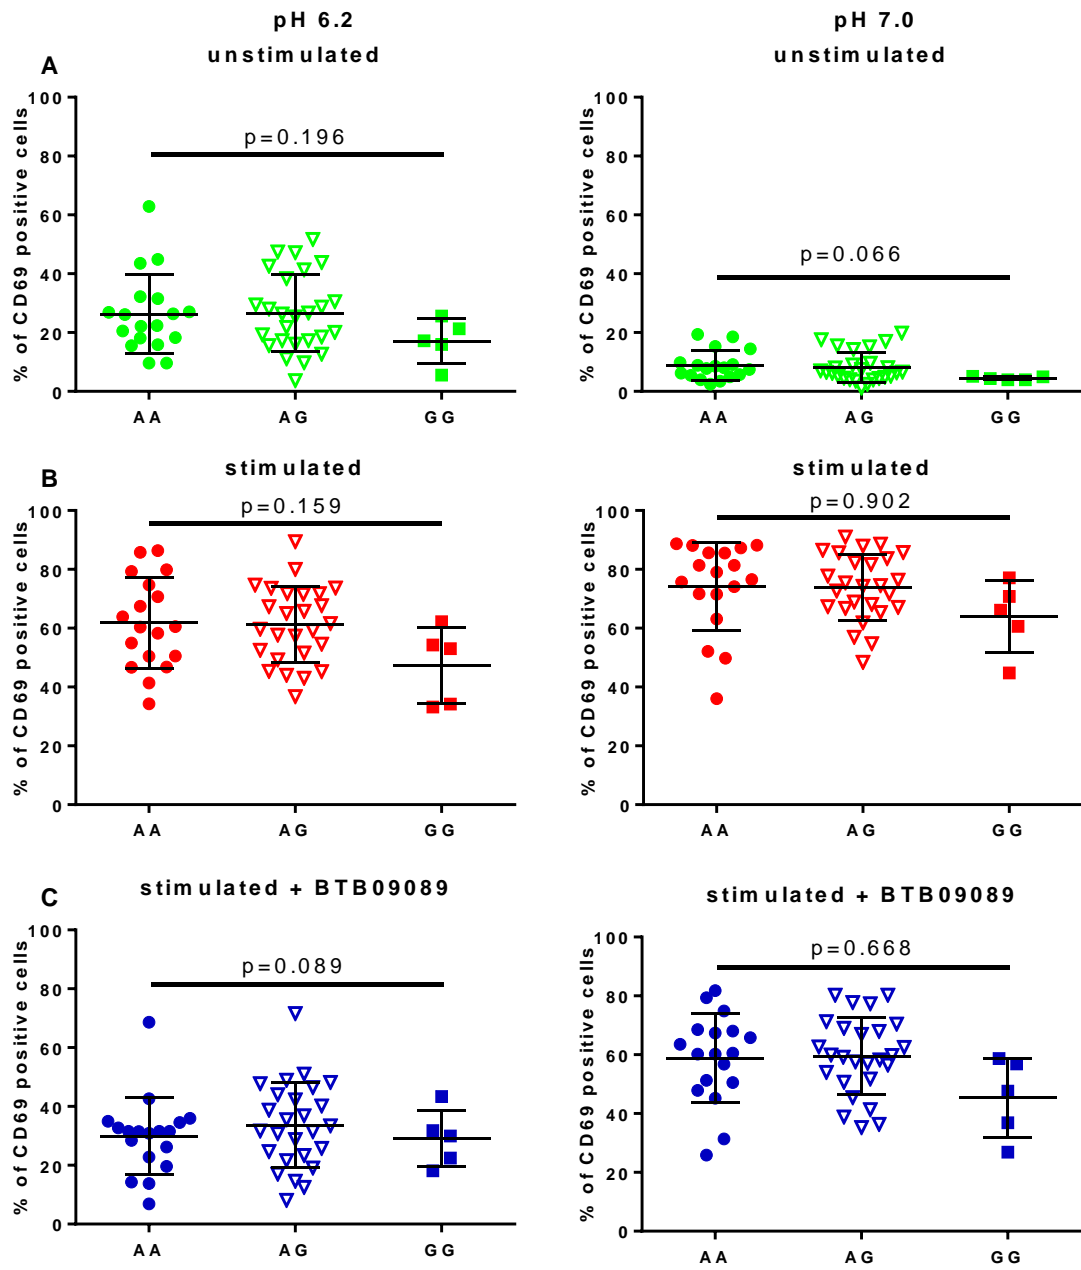 pH 6.2
unstimulated
pH 7.0
unstimulated
A
% of CD69 positive cells
100
80
60
40
20
0
p=0.196
AA
AG
GG
% of CD69 positive cells
100
80
60
40
20
0
p=0.066
AA
AG
GG
B
stimulated
% of CD69 positive cells
100
80
60
40
20
0
p=0.159
AA
AG
GG
stimulated
% of CD69 positive cells
100
80
60
40
20
0
p=0.902
AA
AG
GG
C
stimulated + BTB09089
% of CD69 positive cells
100
80
60
40
20
0
p=0.089
AA
AG
GG
stimulated + BTB09089
% of CD69 positive cells
100
80
60
40
20
0
p=0.668
AA
AG
GG